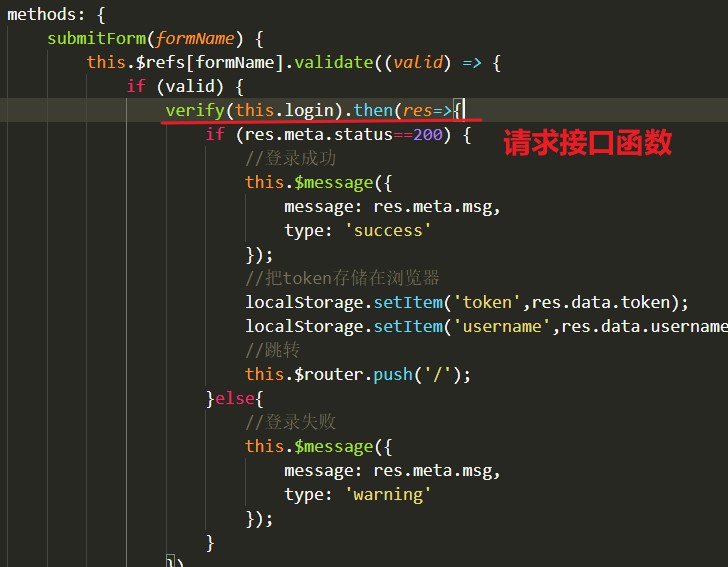 methods: {
submitForm(formName) {
this.$refs[formName].validate((valid) => {
if (valid) {
verify(this.login).then(res=>{
if (res.meta.status==200) {
请求接口函数
//登录成功
this.$message({
message: res.meta.msg,
type: 'success'
});
//把token存储在浏览器
localStorage.setItem('token',res.data.token);
localStorage.setItem('username',res.data.username
//跳转
this.$router.push('/');
}else{
//登录失败
this.$message({
message: res.meta.msg,
type: 'warning'
});
}
})